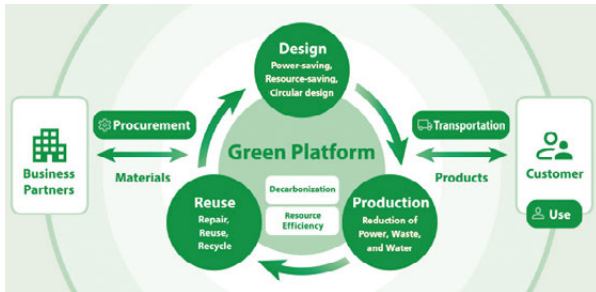 Design
Power-saving,
Resource-saving,
Circular design
Procurement
Transportation
Green Platform
Business
Partners
Materials
Products
Customer
Decarbonization
Resource
Efficiency
Reuse
Repair,
Reuse,
Recycle
Production
Reduction of
Power, Waste,
and Water
Use